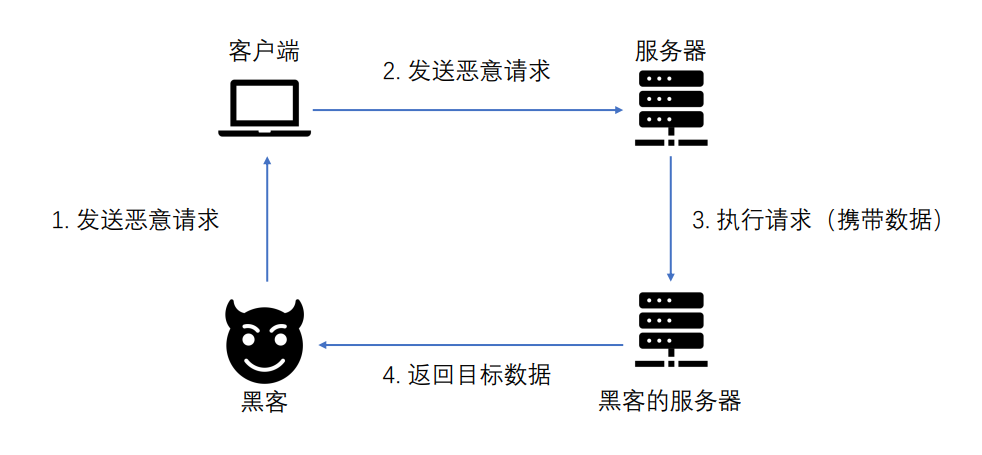 客户端
服务器
2. 发送恶意请求
1. 发送恶意请求
3. 执行请求（携带数据）
4. 返回目标数据
黑客
黑客的服务器